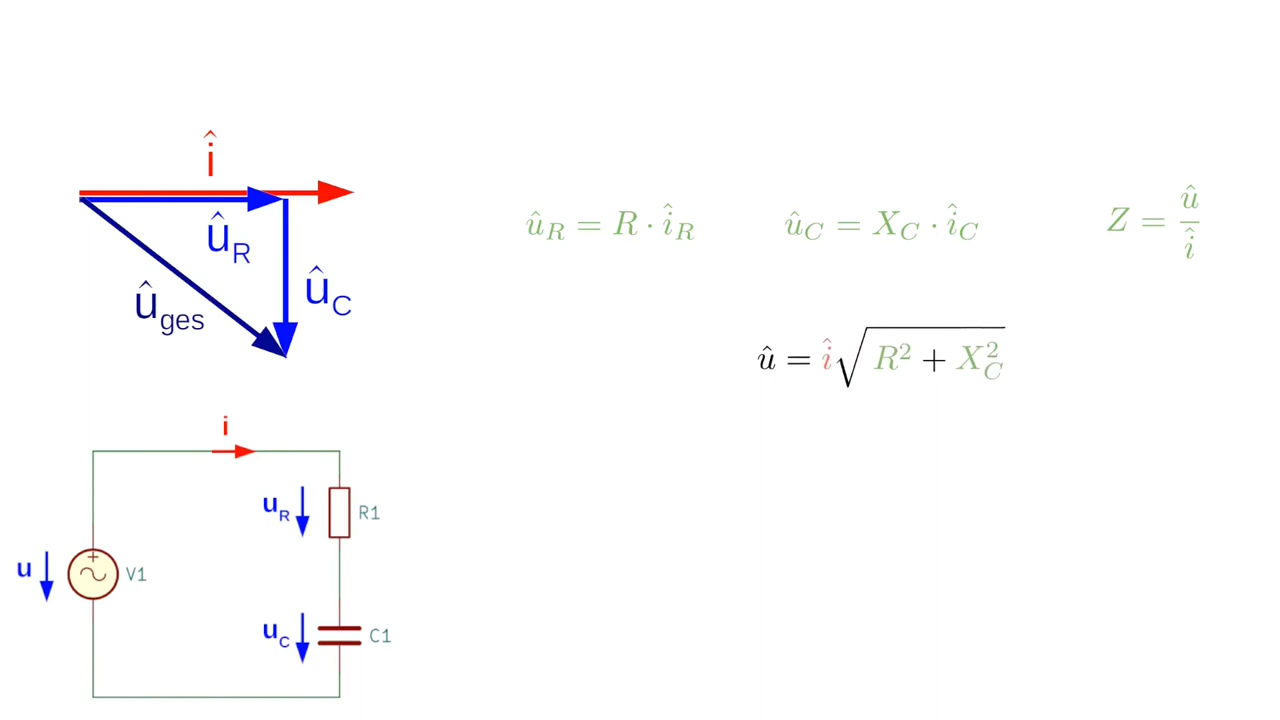 î
û_R
û_C
û_ges
û_R = R · î_R
û_C = X_C · î_C
Z = û / î
û = î√(R² + X_C²)
i
u_R
R1
u
+
V1
u_C
C1